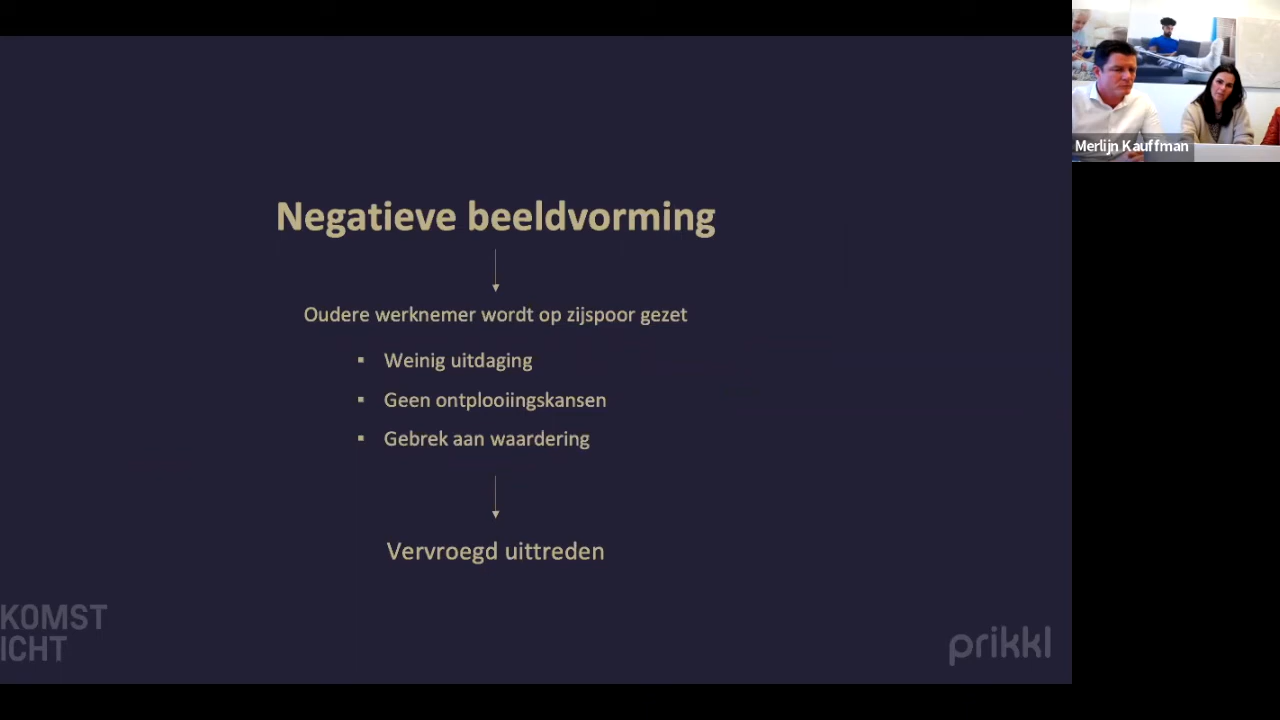 Negatieve beeldvorming
Oudere werknemer wordt op zijspoor gezet
▪ Weinig uitdaging
▪ Geen ontplooiingskansen
▪ Gebrek aan waardering
Vervroegd uittreden
KOMST
ICHT
prikkl
Merlijn Kauffman